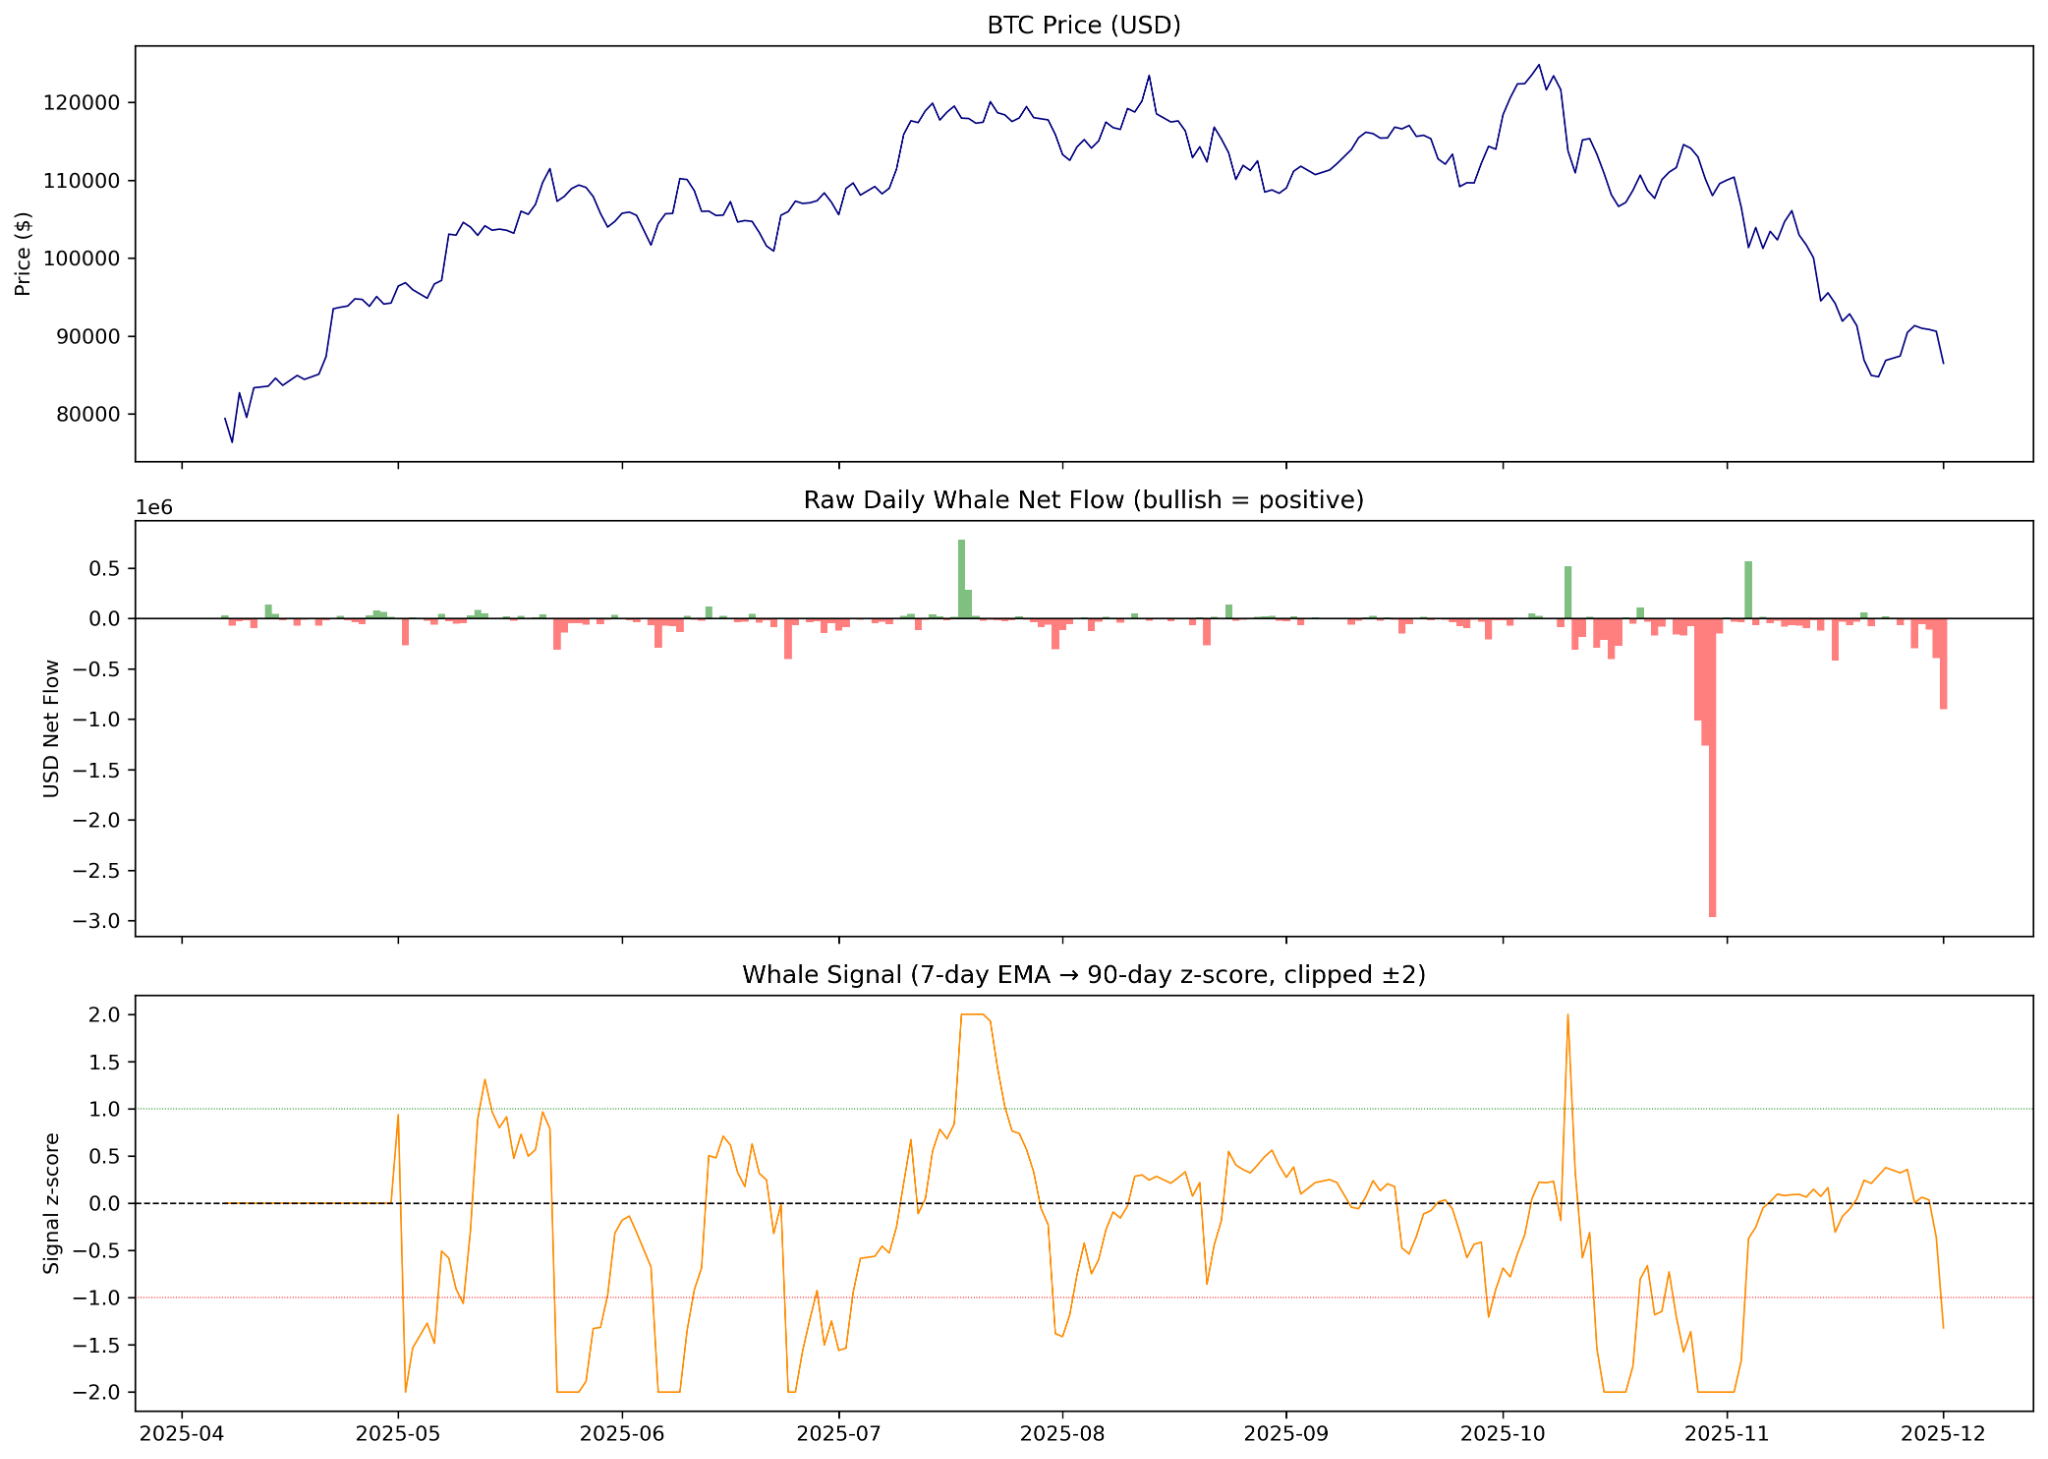 BTC Price (USD)
Price ($)
120000
110000
100000
90000
80000
1e6
Raw Daily Whale Net Flow (bullish = positive)
USD Net Flow
0.5
0.0
−0.5
−1.0
−1.5
−2.0
−2.5
−3.0
Whale Signal (7-day EMA → 90-day z-score, clipped ±2)
Signal z-score
2.0
1.5
1.0
0.5
0.0
−0.5
−1.0
−1.5
−2.0
2025-04 2025-05 2025-06 2025-07 2025-08 2025-09 2025-10 2025-11 2025-12